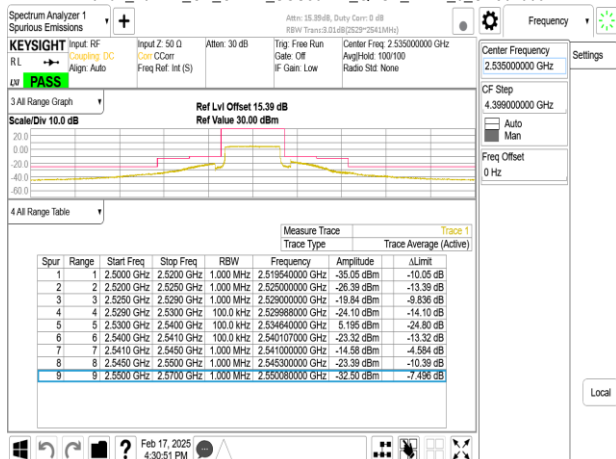 Spectrum Analyzer 1
Spurious Emissions
Attn: 15.39dB, Duty Corr: 0 dB
RBW Trans:3.01dB(2529~2541MHz)
Frequency
KEYSIGHT
Input: RF
Coupling: DC
Align: Auto
Input Z: 50 Ω
Corr CCorr
Freq Ref: Int (S)
Atten: 30 dB
Trig: Free Run
Gate: Off
IF Gain: Low
Center Freq: 2.535000000 GHz
Avg|Hold: 100/100
Radio Std: None
RL
LXI PASS
Center Frequency
2.535000000 GHz
Settings
CF Step
4.399000000 GHz
Auto
Man
Freq Offset
0 Hz
3 All Range Graph
Ref Lvl Offset 15.39 dB
Scale/Div 10.0 dB
Ref Value 30.00 dBm
20.0
0.00
-20.0
-40.0
-60.0
4 All Range Table
Measure Trace Trace 1
Trace Type Trace Average (Active)
Spur Range Start Freq Stop Freq RBW Frequency Amplitude ΔLimit
1 1 2.5000 GHz 2.5200 GHz 1.000 MHz 2.519540000 GHz -35.05 dBm -10.05 dB
2 2 2.5200 GHz 2.5250 GHz 1.000 MHz 2.525000000 GHz -26.39 dBm -13.39 dB
3 3 2.5250 GHz 2.5290 GHz 1.000 MHz 2.529000000 GHz -19.84 dBm -9.836 dB
4 4 2.5290 GHz 2.5300 GHz 100.0 kHz 2.529988000 GHz -24.10 dBm -14.10 dB
5 5 2.5300 GHz 2.5400 GHz 100.0 kHz 2.534640000 GHz 5.195 dBm -24.80 dB
6 6 2.5400 GHz 2.5410 GHz 100.0 kHz 2.540107000 GHz -23.32 dBm -13.32 dB
7 7 2.5410 GHz 2.5450 GHz 1.000 MHz 2.541000000 GHz -14.58 dBm -4.584 dB
8 8 2.5450 GHz 2.5500 GHz 1.000 MHz 2.545300000 GHz -23.39 dBm -10.39 dB
9 9 2.5500 GHz 2.5700 GHz 1.000 MHz 2.550080000 GHz -32.50 dBm -7.496 dB
Local
Feb 17, 2025
4:30:51 PM